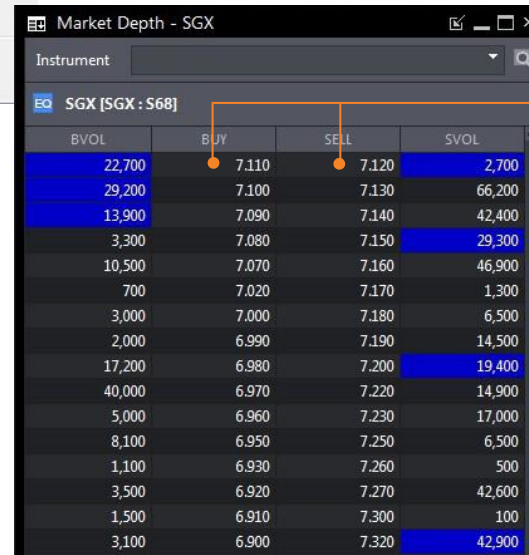 Market Depth - SGX
Instrument
EQ SGX [SGX : S68]
BVOL BUY SELL SVOL
22,700 7.110 7.120 2,700
29,200 7.100 7.130 66,200
13,900 7.090 7.140 42,400
3,300 7.080 7.150 29,300
10,500 7.070 7.160 46,900
700 7.020 7.170 1,300
3,000 7.000 7.180 6,500
2,000 6.990 7.190 14,500
17,200 6.980 7.200 19,400
40,000 6.970 7.220 14,900
5,000 6.960 7.230 17,000
8,100 6.950 7.250 6,500
1,100 6.930 7.260 500
3,500 6.920 7.270 42,600
1,500 6.910 7.300 100
3,100 6.900 7.320 42,900